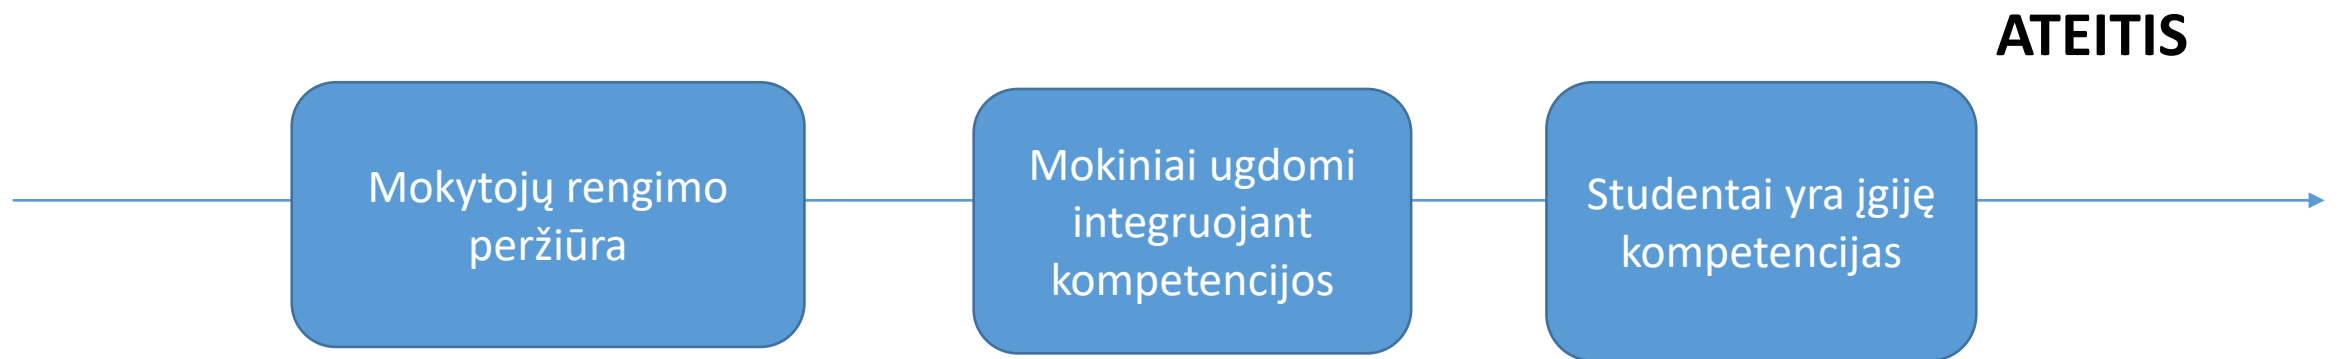 ATEITIS
Mokytojų rengimo
peržiūra
Mokiniai ugdomi
integruojant
kompetencijos
Studentai yra įgiję
kompetencijas